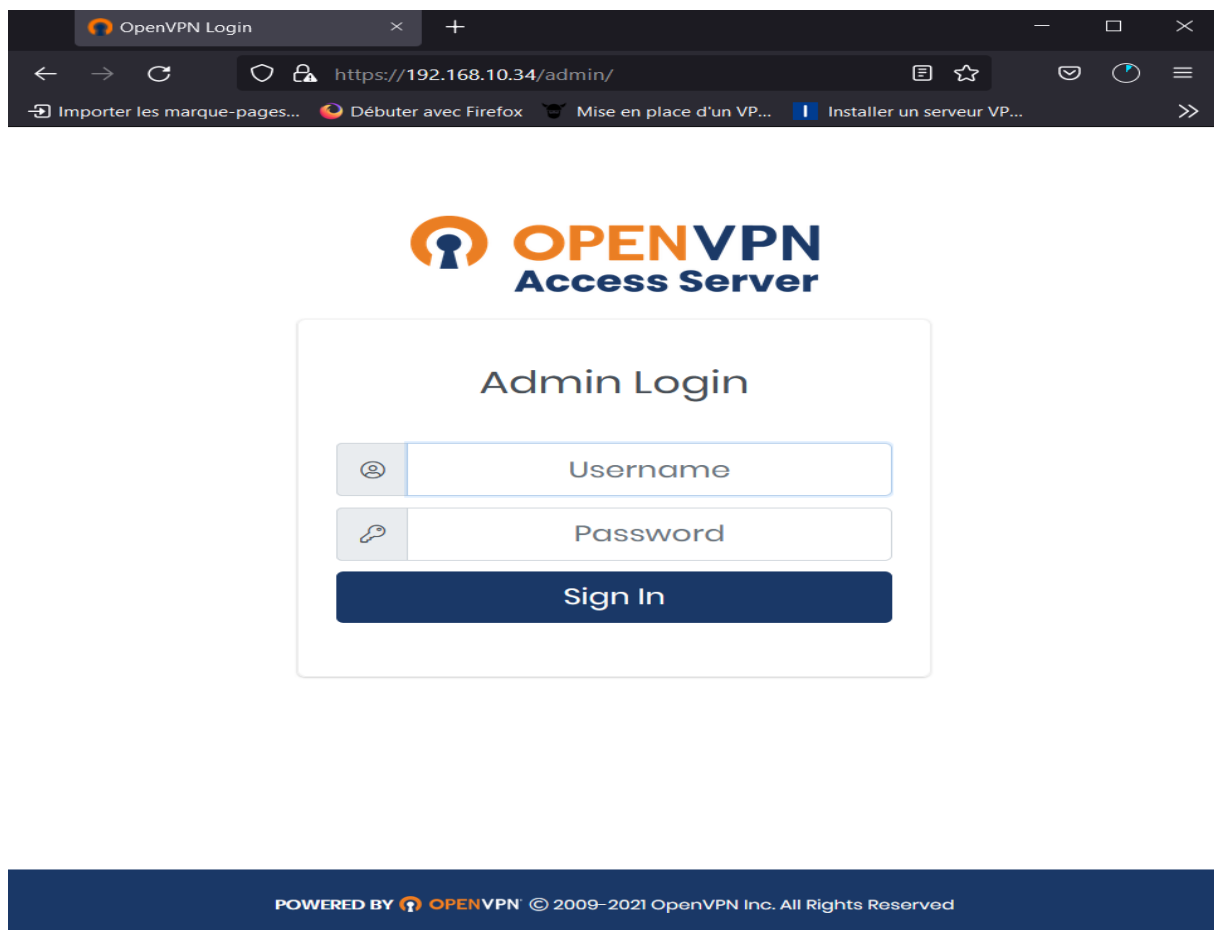 OpenVPN Login
https://192.168.10.34/admin/
Importer les marque-pages... Débuter avec Firefox Mise en place d'un VP... Installer un serveur VP...
OPENVPN
Access Server
Admin Login
Username
Password
Sign In
POWERED BY OPENVPN © 2009-2021 OpenVPN Inc. All Rights Reserved